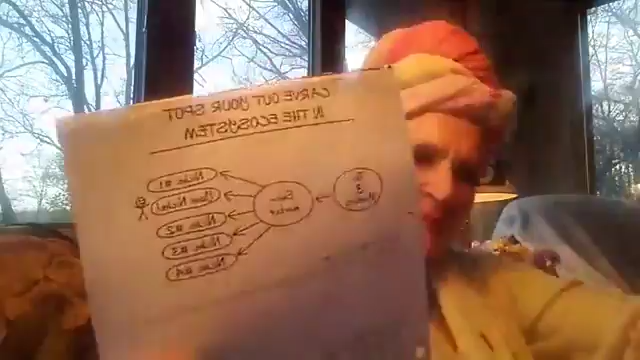 CARVE OUT YOUR SPOT
IN THE ECOSYSTEM
Niche #1
Your Niche!
Niche #2
Niche #3
Niche #4